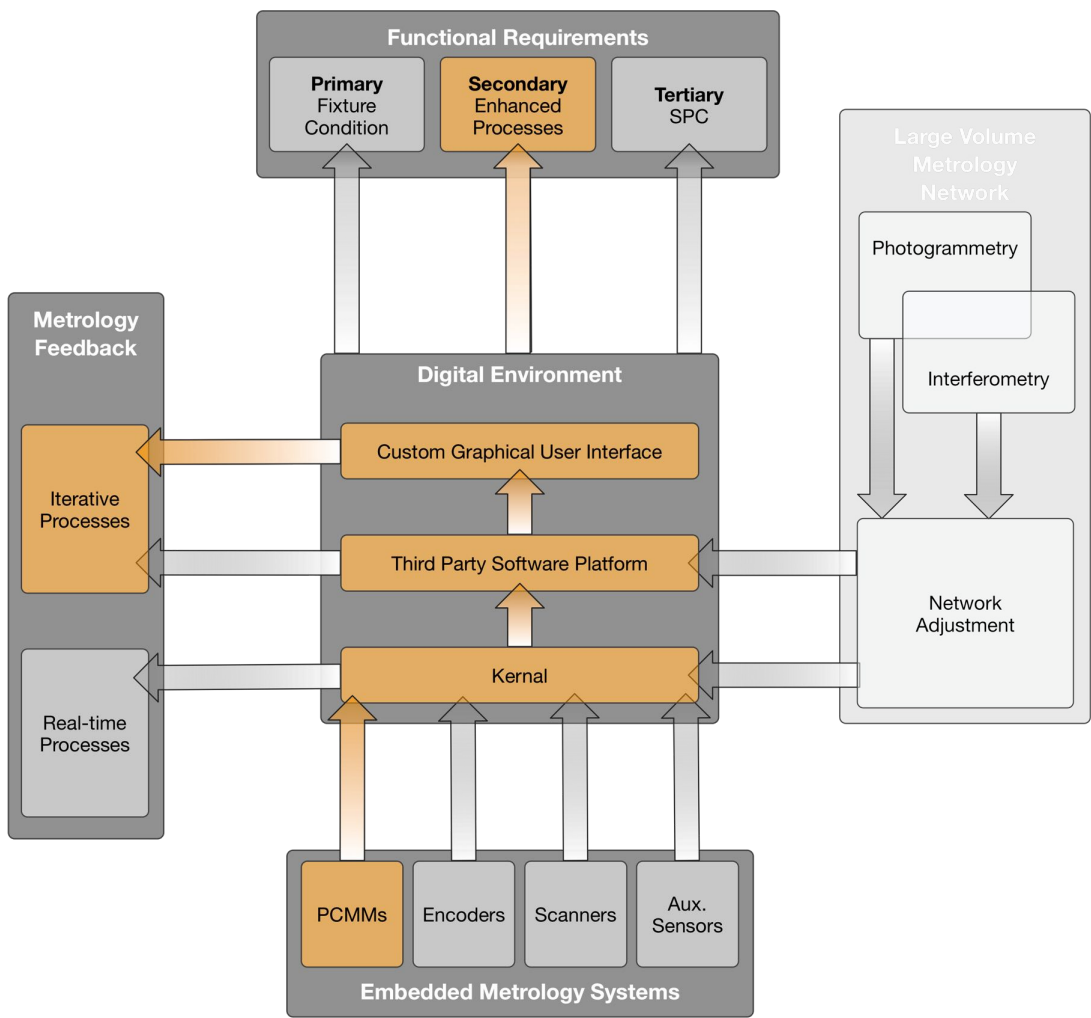 Functional Requirements
Primary
Fixture
Condition
Secondary
Enhanced
Processes
Tertiary
SPC
Large Volume
Metrology
Network
Photogrammetry
Interferometry
Network
Adjustment
Metrology
Feedback
Iterative
Processes
Real-time
Processes
Digital Environment
Custom Graphical User Interface
Third Party Software Platform
Kernal
PCMMs
Encoders
Scanners
Aux.
Sensors
Embedded Metrology Systems